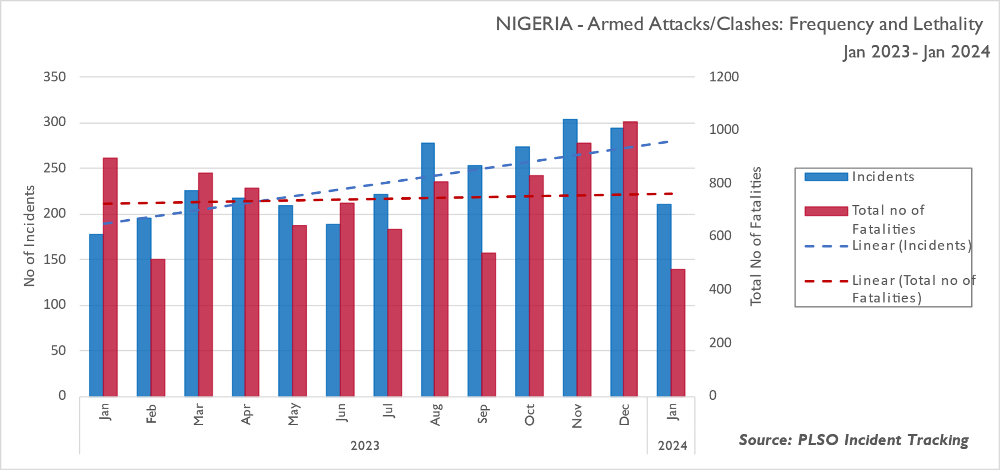 NIGERIA - Armed Attacks/Clashes: Frequency and Lethality
Jan 2023- Jan 2024
350
300
250
200
150
100
50
0
No of Incidents
1200
1000
800
600
400
200
0
Total No of Fatalities
Incidents
Total no of
Fatalities
Linear (Incidents)
Linear (Total no of
Fatalities)
Jan
Feb
Mar
Apr
May
Jun
Jul
Aug
Sep
Oct
Nov
Dec
Jan
2023
2024
Source: PLSO Incident Tracking